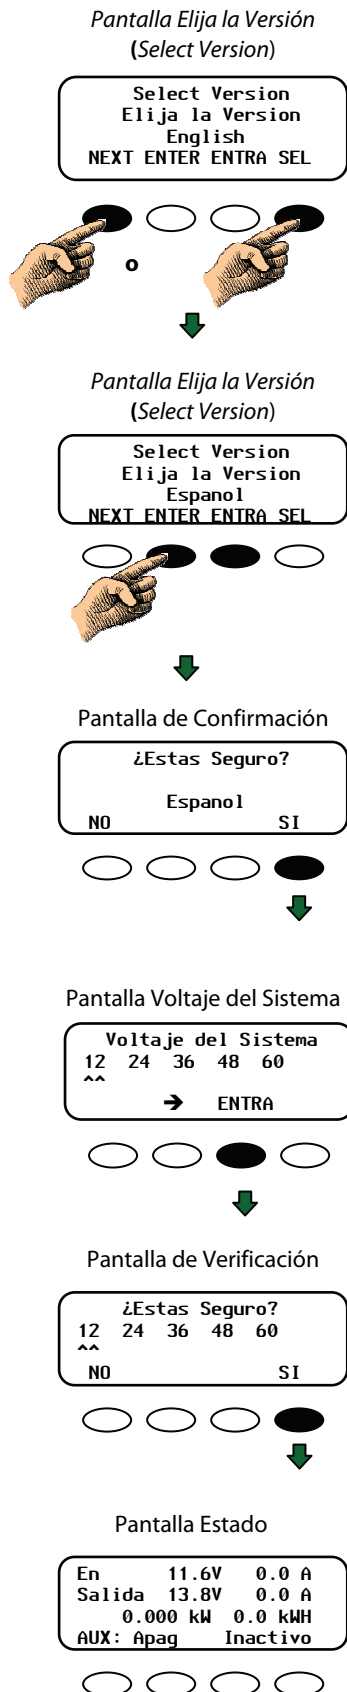 Pantalla Elija la Versión
(Select Version)
Select Version
Elija la Version
English
NEXT ENTER ENTRA SEL
o
Pantalla Elija la Versión
(Select Version)
Select Version
Elija la Version
Espanol
NEXT ENTER ENTRA SEL
Pantalla de Confirmación
¿Estas Seguro?
Espanol
NO SI
Pantalla Voltaje del Sistema
Voltaje del Sistema
12 24 36 48 60
^^
➔ ENTRA
Pantalla de Verificación
¿Estas Seguro?
12 24 36 48 60
^^
NO SI
Pantalla Estado
En 11.6V 0.0 A
Salida 13.8V 0.0 A
0.000 kW 0.0 kWH
AUX: Apag Inactivo